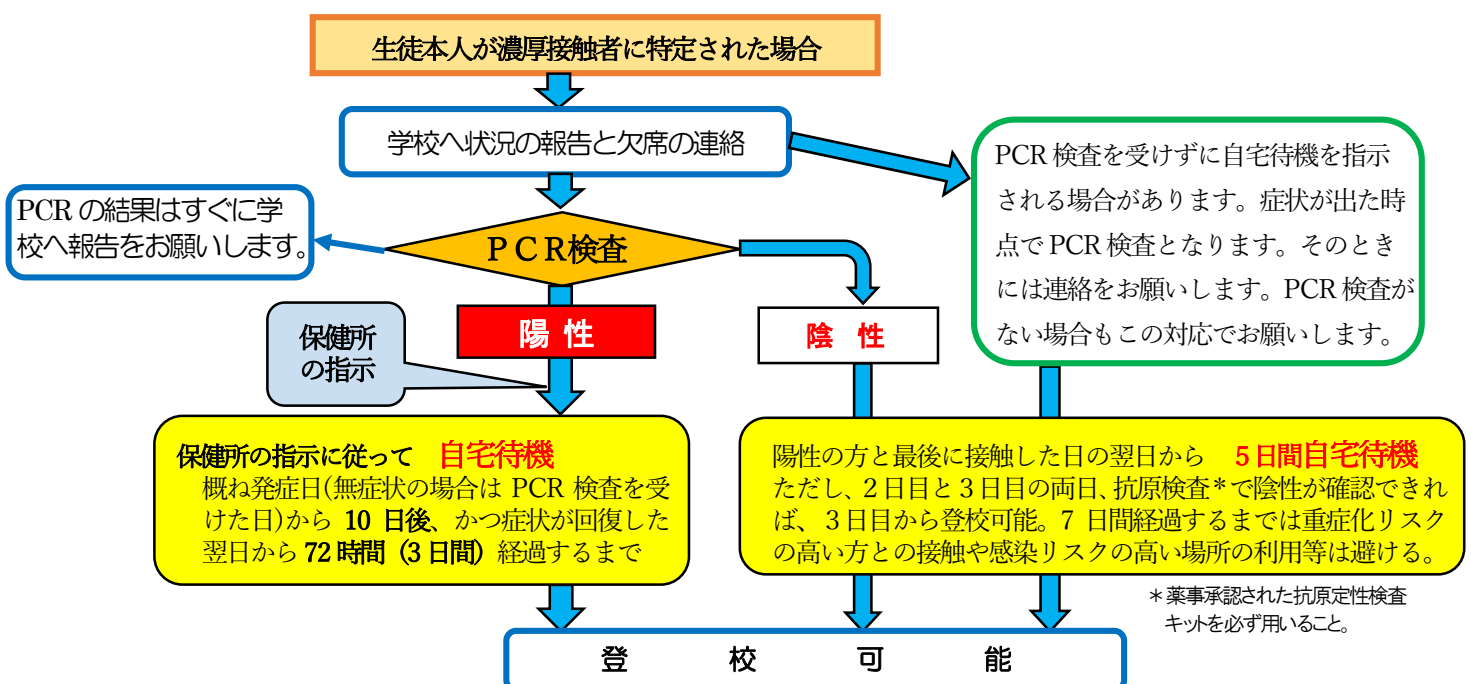 生徒本人が濃厚接触者に特定された場合
学校へ状況の報告と欠席の連絡
PCR 検査を受けずに自宅待機を指示
される場合があります。症状が出た時
点で PCR 検査となります。そのとき
には連絡をお願いします。PCR 検査が
ない場合もこの対応でお願いします。
PCR の結果はすぐに学
校へ報告をお願いします。
ＰＣＲ検査
陽 性
陰 性
保健所
の指示
保健所の指示に従って 自宅待機
概ね発症日(無症状の場合は PCR 検査を受
けた日)から 10 日後、かつ症状が回復した
翌日から 72 時間（3 日間）経過するまで
陽性の方と最後に接触した日の翌日から ５日間自宅待機
ただし、２日目と３日目の両日、抗原検査＊で陰性が確認できれ
ば、３日目から登校可能。7 日間経過するまでは重症化リスク
の高い方との接触や感染リスクの高い場所の利用等は避ける。
＊薬事承認された抗原定性検査
キットを必ず用いること。
登 校 可 能